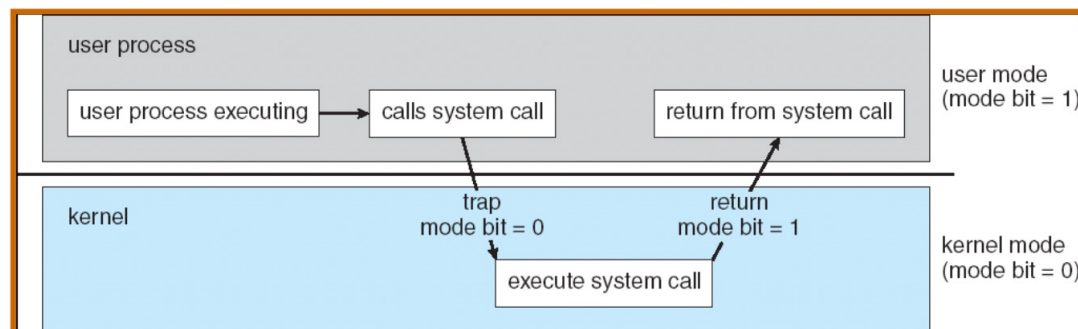 user process
user process executing
calls system call
return from system call
user mode
(mode bit = 1)
trap
mode bit = 0
return
mode bit = 1
kernel
execute system call
kernel mode
(mode bit = 0)